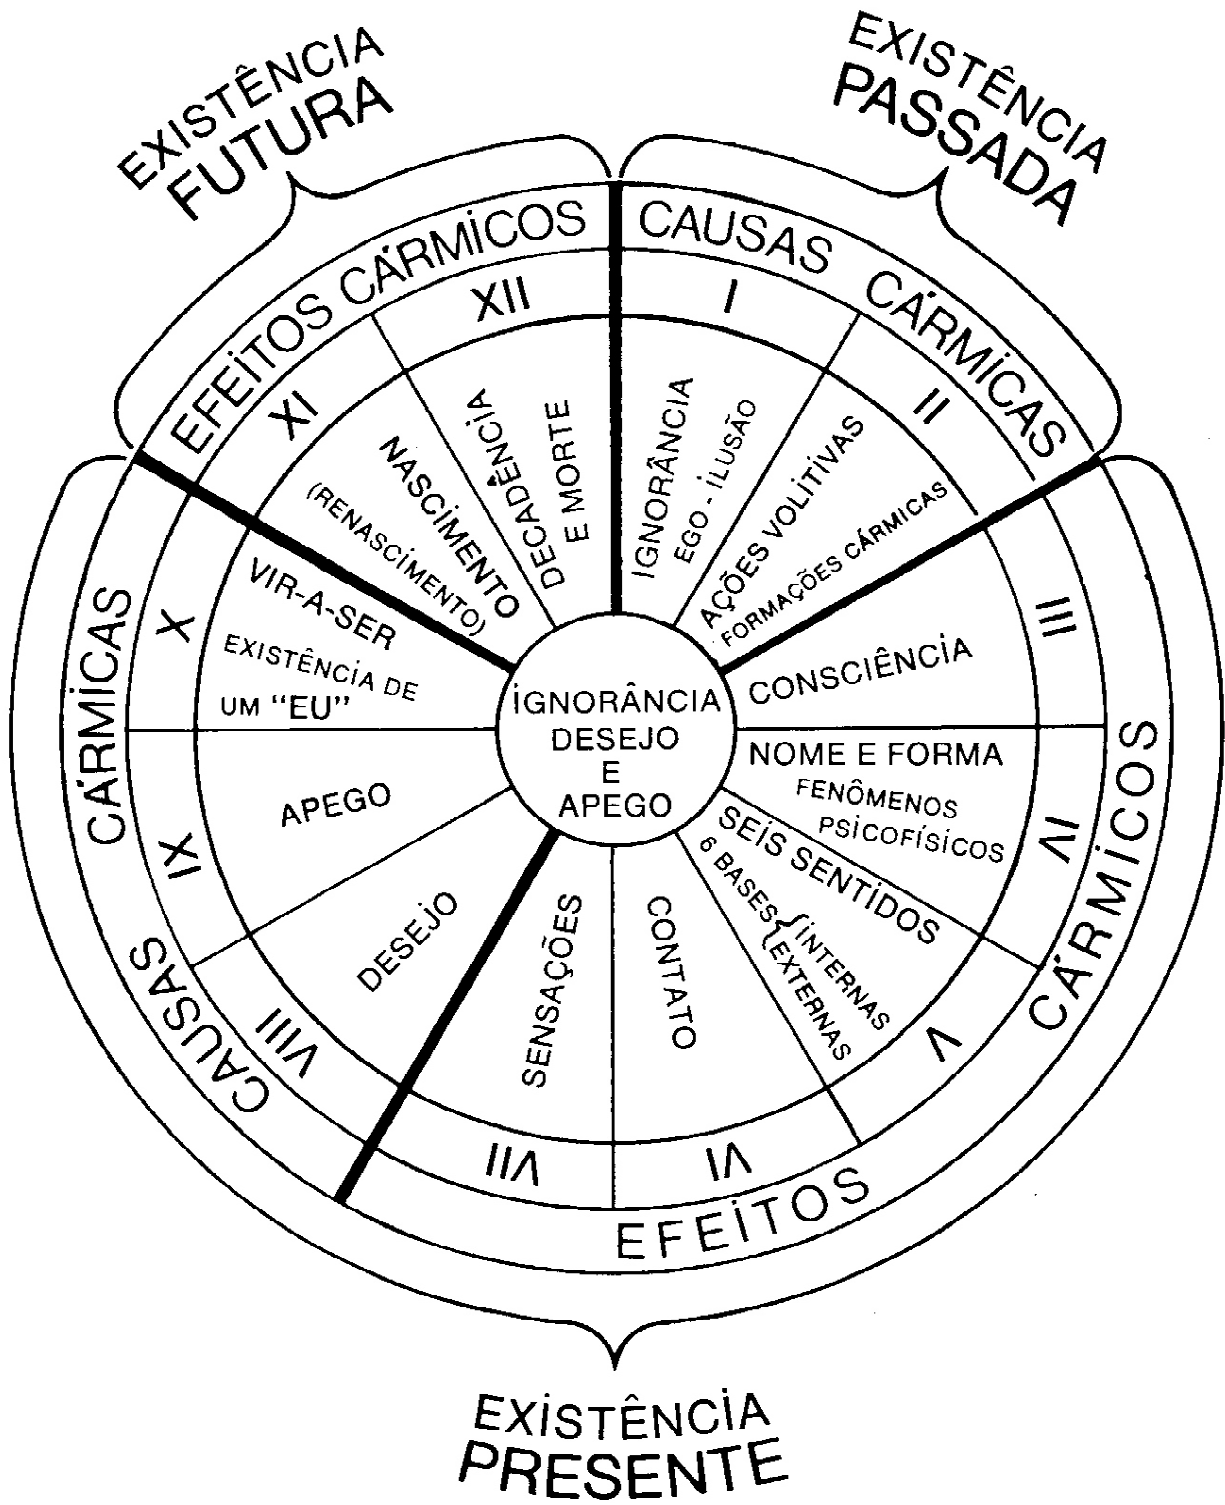 EXISTÊNCIA
FUTURA
EXISTÊNCIA
PASSADA
EFEITOS CÁRMICOS
CAUSAS CÁRMICAS
I
IGNORÂNCIA
EGO - ILUSÃO
II
AÇÕES VOLITIVAS
FORMAÇÕES CÁRMICAS
III
CONSCIÊNCIA
IV
NOME E FORMA
FENÔMENOS
PSICOFÍSICOS
V
SEIS SENTIDOS
6 BASES { INTERNAS
EXTERNAS
VI
CONTATO
VII
SENSAÇÕES
VIII
DESEJO
IX
APEGO
X
VIR-A-SER
EXISTÊNCIA DE
UM “EU”
XI
NASCIMENTO
(RENASCIMENTO)
XII
DECADÊNCIA
E MORTE
IGNORÂNCIA
DESEJO
E
APEGO
CAUSAS CÁRMICAS
EFEITOS CÁRMICOS
EXISTÊNCIA
PRESENTE